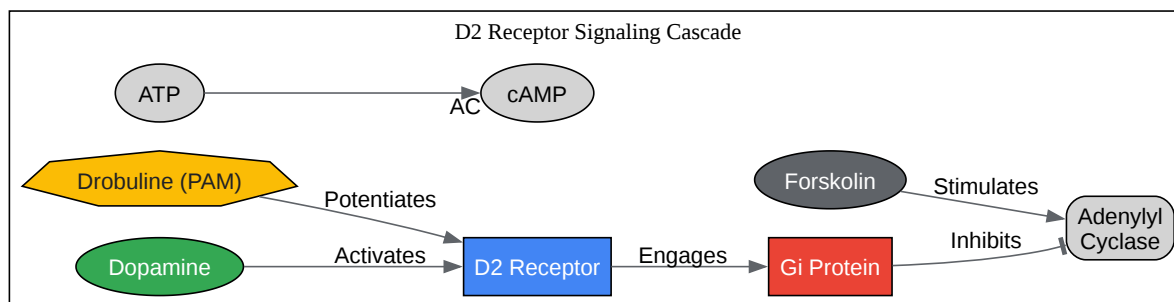 D2 Receptor Signaling Cascade
ATP
AC
cAMP
Drobuline (PAM)
Potentiates
Forskolin
Stimulates
Adenylyl
Cyclase
Dopamine
Activates
D2 Receptor
Engages
Gi Protein
Inhibits